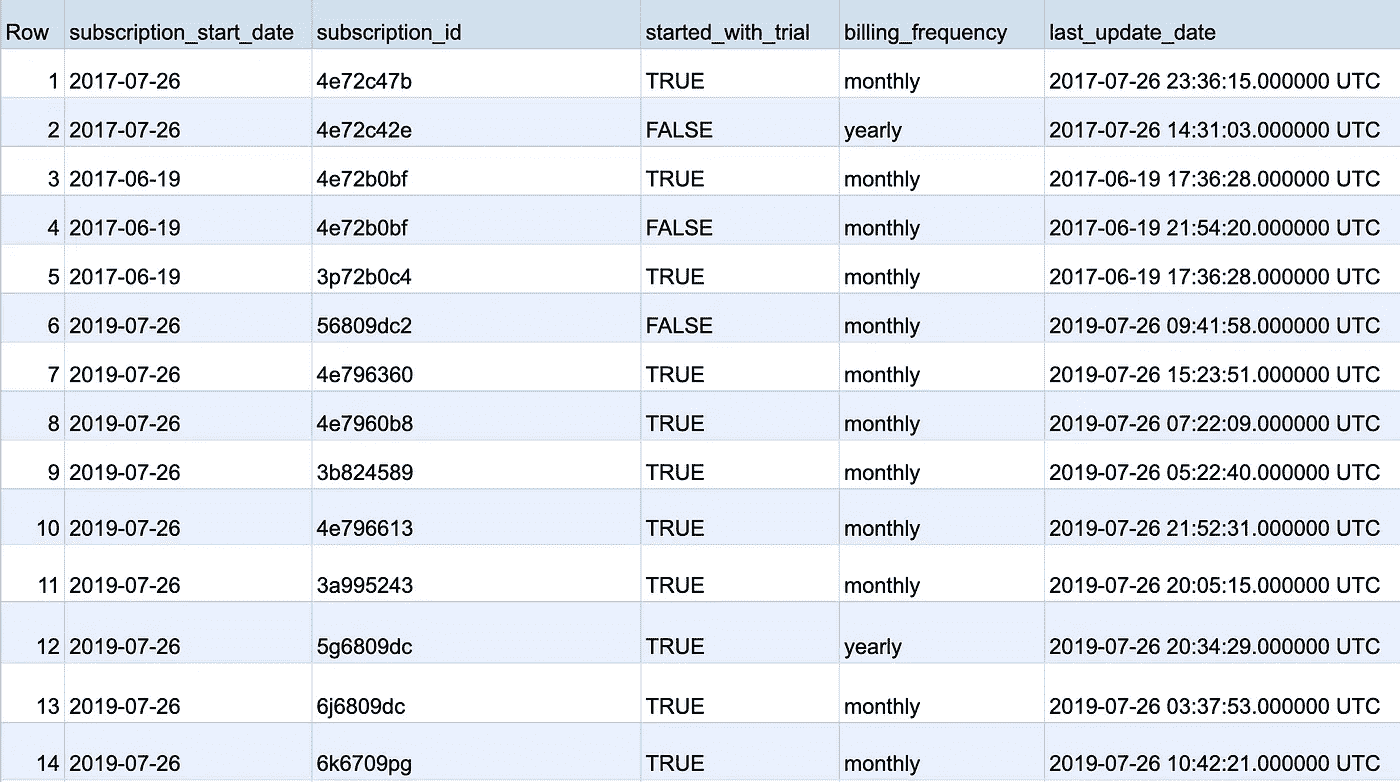 Row subscription_start_date subscription_id started_with_trial billing_frequency last_update_date
1 2017-07-26 4e72c47b TRUE monthly 2017-07-26 23:36:15.000000 UTC
2 2017-07-26 4e72c42e FALSE yearly 2017-07-26 14:31:03.000000 UTC
3 2017-06-19 4e72b0bf TRUE monthly 2017-06-19 17:36:28.000000 UTC
4 2017-06-19 4e72b0bf FALSE monthly 2017-06-19 21:54:20.000000 UTC
5 2017-06-19 3p72b0c4 TRUE monthly 2017-06-19 17:36:28.000000 UTC
6 2019-07-26 56809dc2 FALSE monthly 2019-07-26 09:41:58.000000 UTC
7 2019-07-26 4e796360 TRUE monthly 2019-07-26 15:23:51.000000 UTC
8 2019-07-26 4e7960b8 TRUE monthly 2019-07-26 07:22:09.000000 UTC
9 2019-07-26 3b824589 TRUE monthly 2019-07-26 05:22:40.000000 UTC
10 2019-07-26 4e796613 TRUE monthly 2019-07-26 21:52:31.000000 UTC
11 2019-07-26 3a995243 TRUE monthly 2019-07-26 20:05:15.000000 UTC
12 2019-07-26 5g6809dc TRUE yearly 2019-07-26 20:34:29.000000 UTC
13 2019-07-26 6j6809dc TRUE monthly 2019-07-26 03:37:53.000000 UTC
14 2019-07-26 6k6709pg TRUE monthly 2019-07-26 10:42:21.000000 UTC